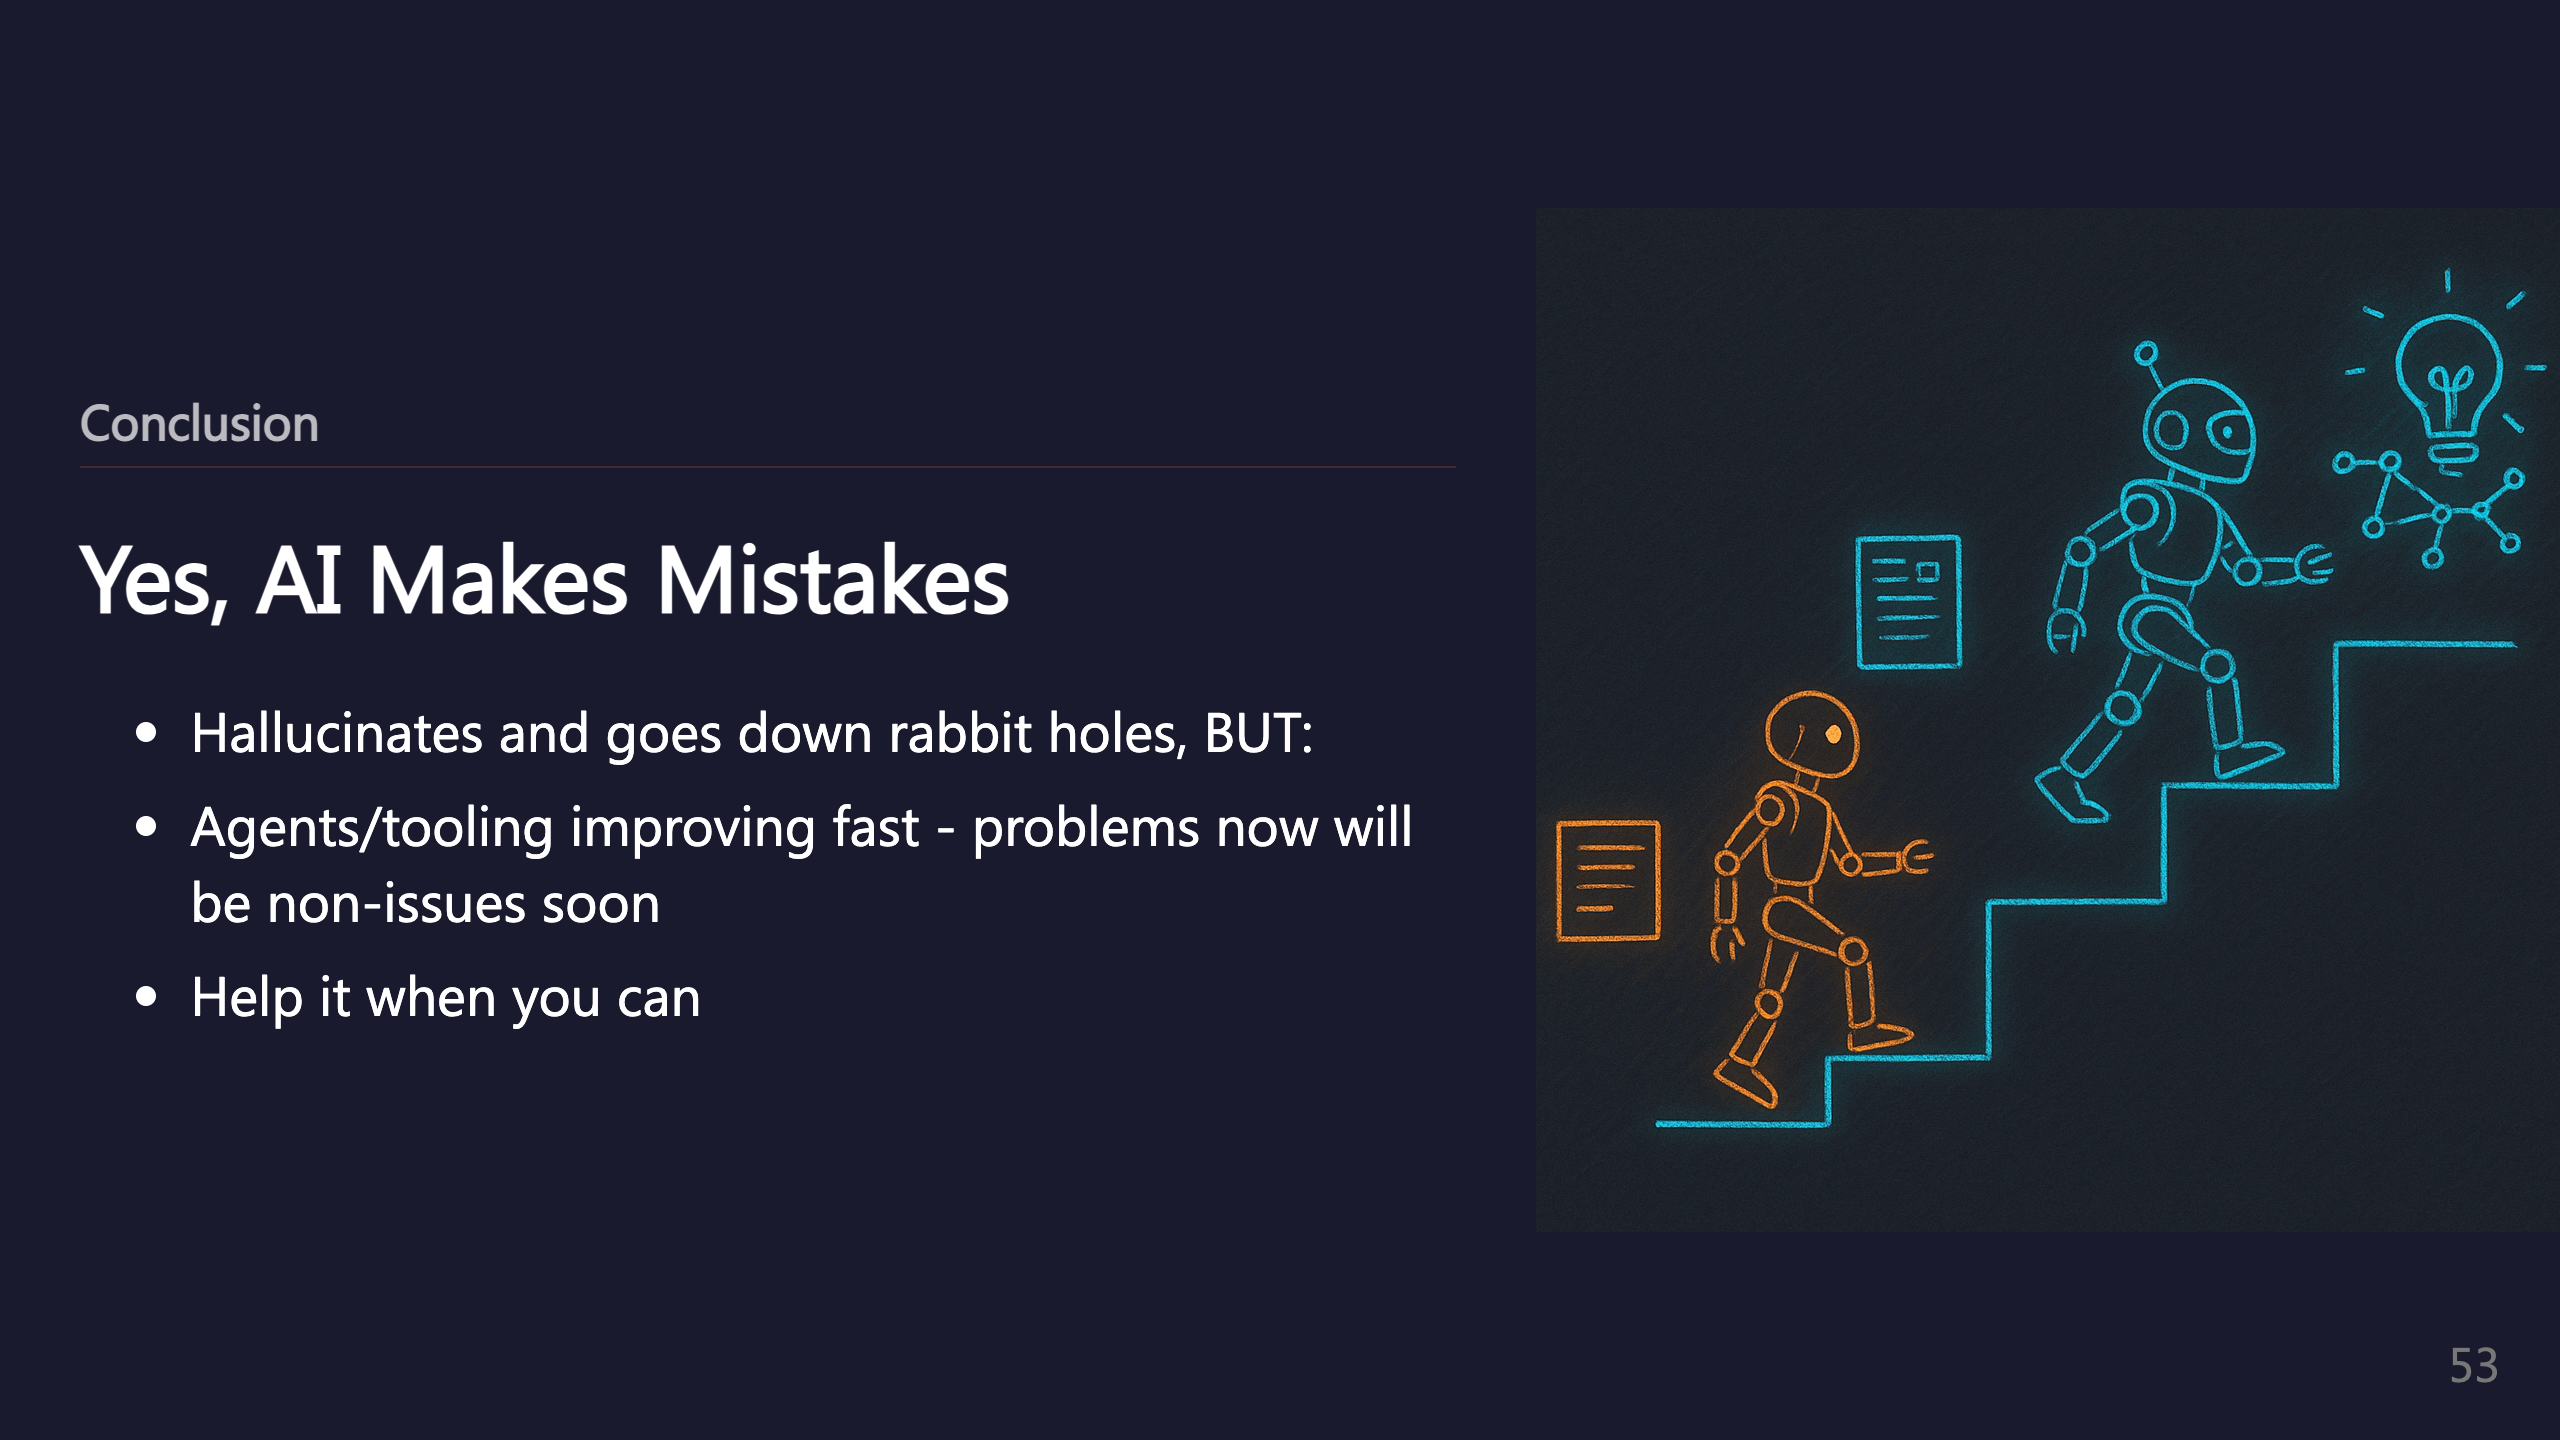 Conclusion
Yes, AI Makes Mistakes
• Hallucinates and goes down rabbit holes, BUT:
• Agents/tooling improving fast - problems now will
be non-issues soon
• Help it when you can
53